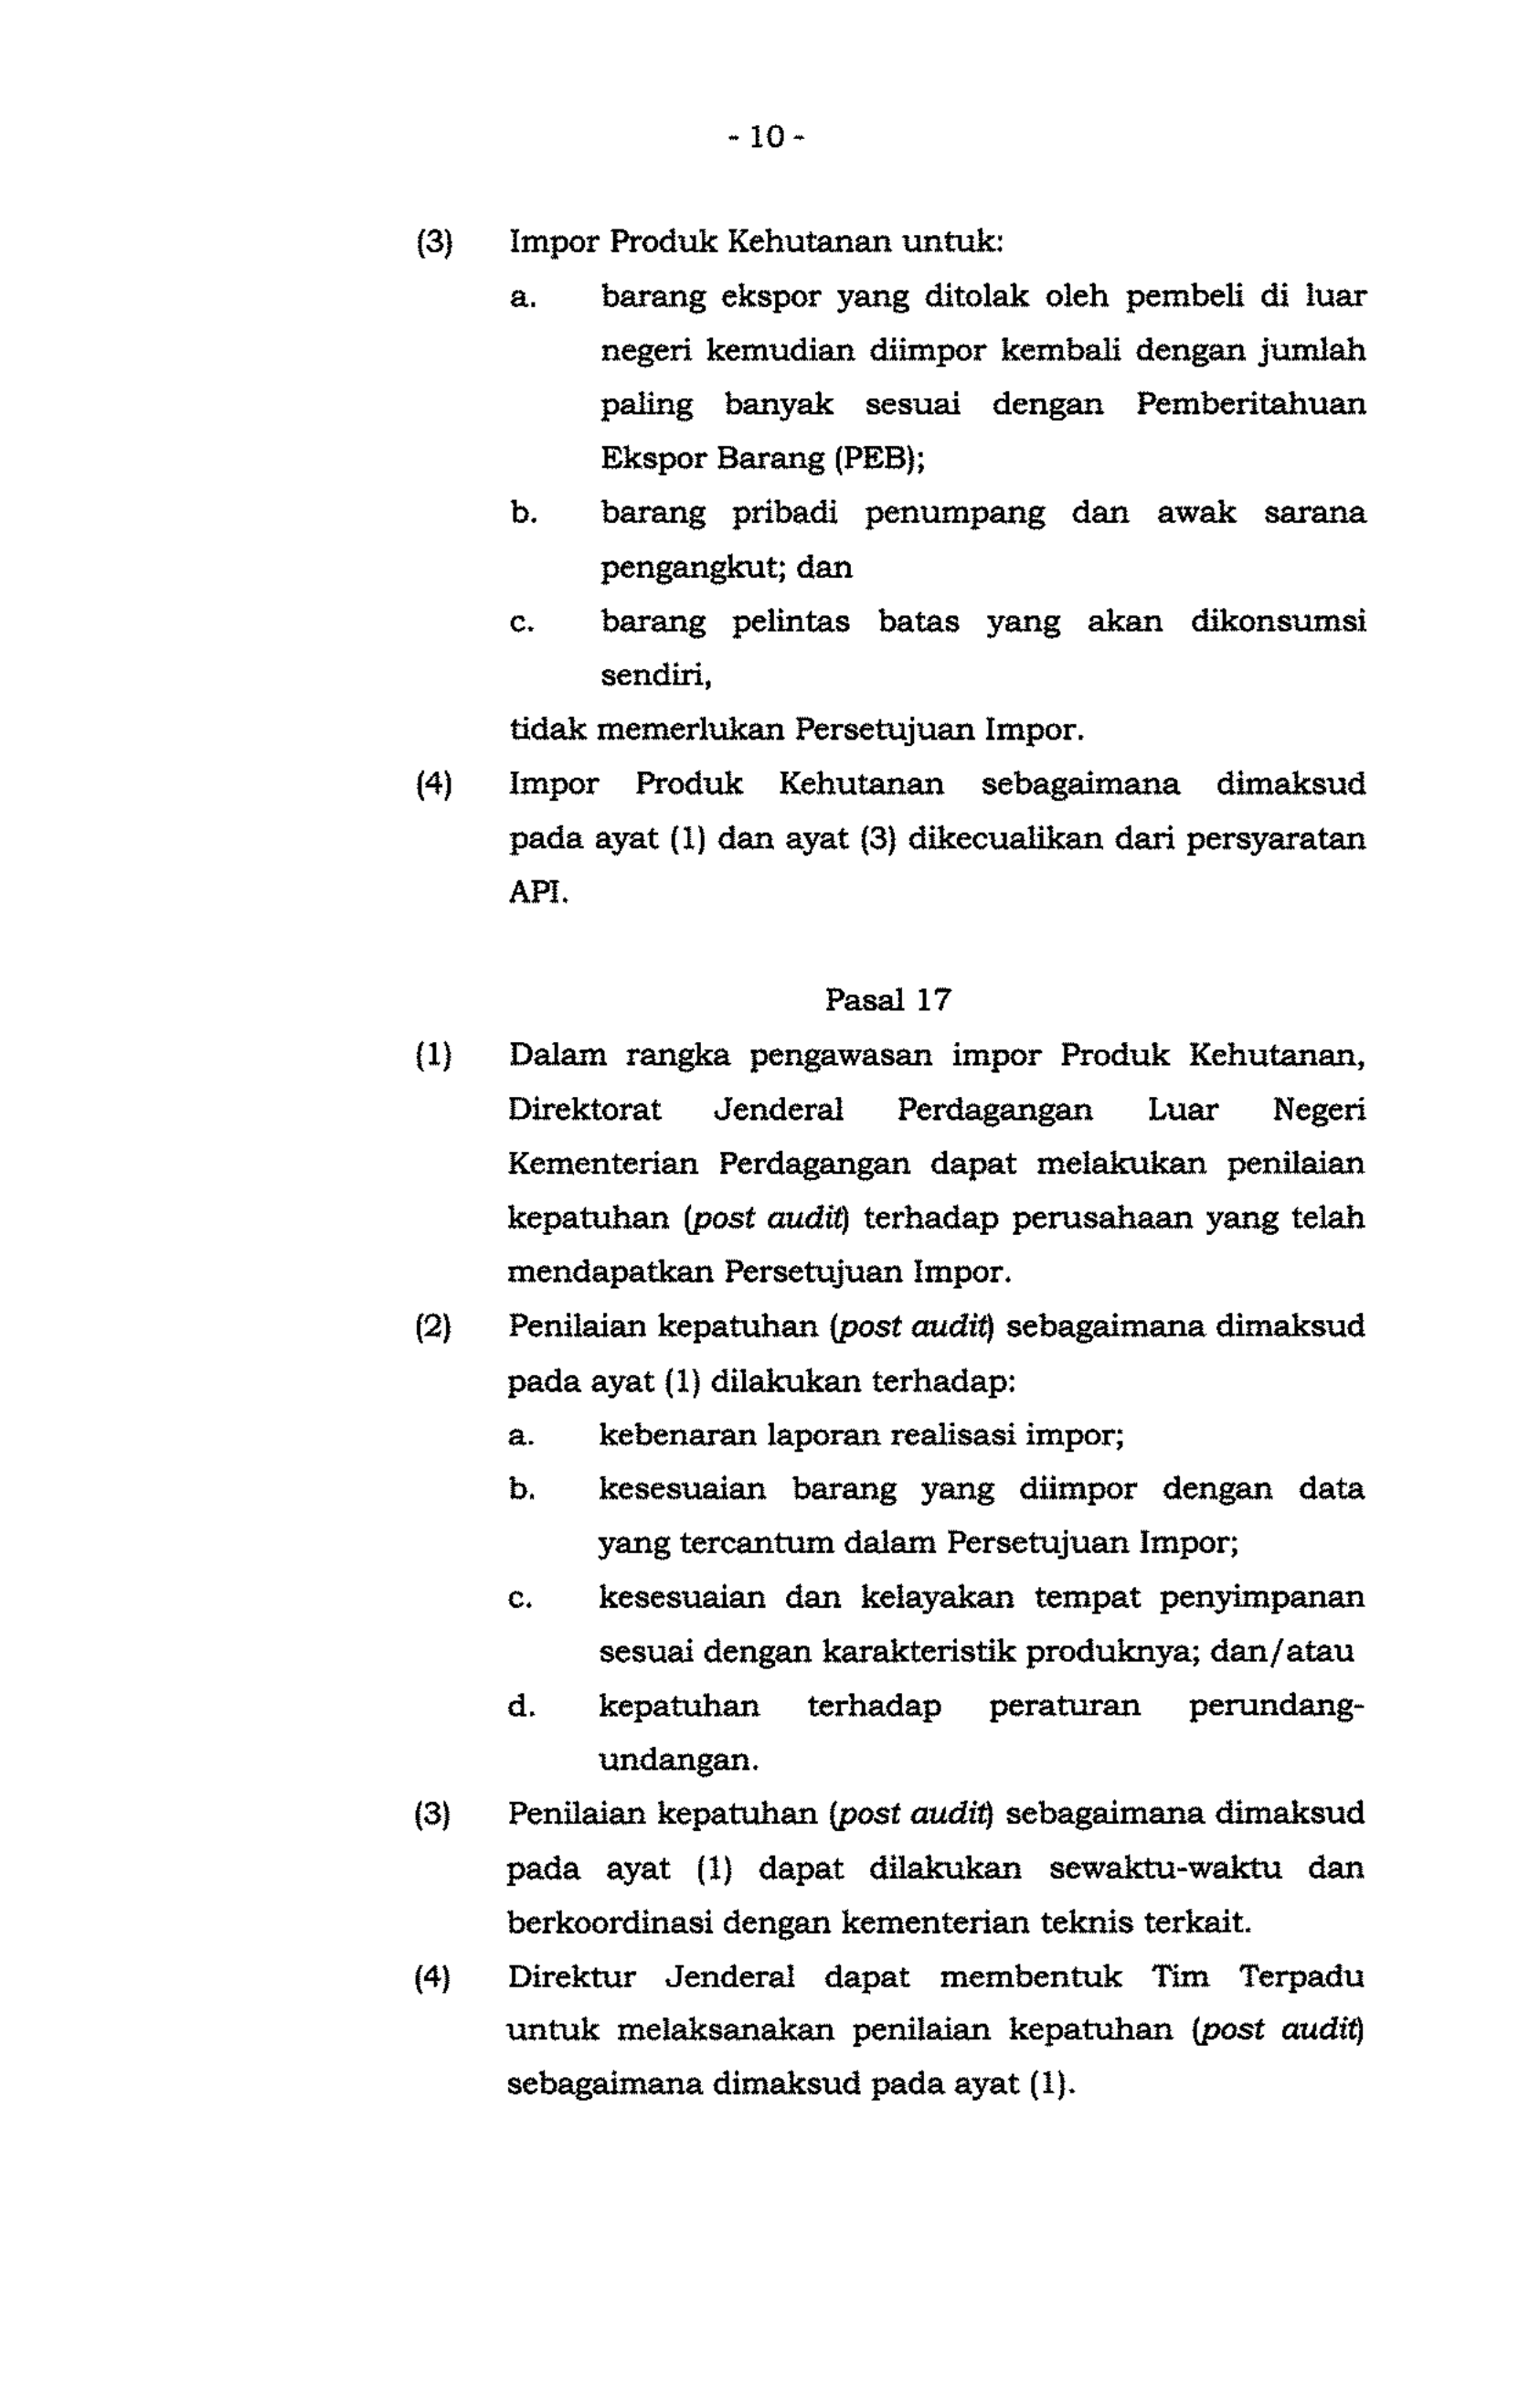 - 10 -
(3) Impor Produk Kehutanan untuk:
a. barang ekspor yang ditolak oleh pembeli di luar
negeri kemudian diimpor kembali dengan jumlah
paling banyak sesuai dengan Pemberitahuan
Ekspor Barang (PEB);
b. barang pribadi penumpang dan awak sarana
pengangkut; dan
c. barang pelintas batas yang akan dikonsumsi
sendiri,
tidak memerlukan Persetujuan Impor.
(4) Impor Produk Kehutanan sebagaimana dimaksud
pada ayat (1) dan ayat (3) dikecualikan dari persyaratan
API.
Pasal 17
(1) Dalam rangka pengawasan impor Produk Kehutanan,
Direktorat Jenderal Perdagangan Luar Negeri
Kementerian Perdagangan dapat melakukan penilaian
kepatuhan (post audit) terhadap perusahaan yang telah
mendapatkan Persetujuan Impor.
(2) Penilaian kepatuhan (post audit) sebagaimana dimaksud
pada ayat (1) dilakukan terhadap:
a. kebenaran laporan realisasi impor;
b. kesesuaian barang yang diimpor dengan data
yang tercantum dalam Persetujuan Impor;
c. kesesuaian dan kelayakan tempat penyimpanan
sesuai dengan karakteristik produknya; dan/atau
d. kepatuhan terhadap peraturan perundang-
undangan.
(3) Penilaian kepatuhan (post audit) sebagaimana dimaksud
pada ayat (1) dapat dilakukan sewaktu-waktu dan
berkoordinasi dengan kementerian teknis terkait.
(4) Direktur Jenderal dapat membentuk Tim Terpadu
untuk melaksanakan penilaian kepatuhan (post audit)
sebagaimana dimaksud pada ayat (1).